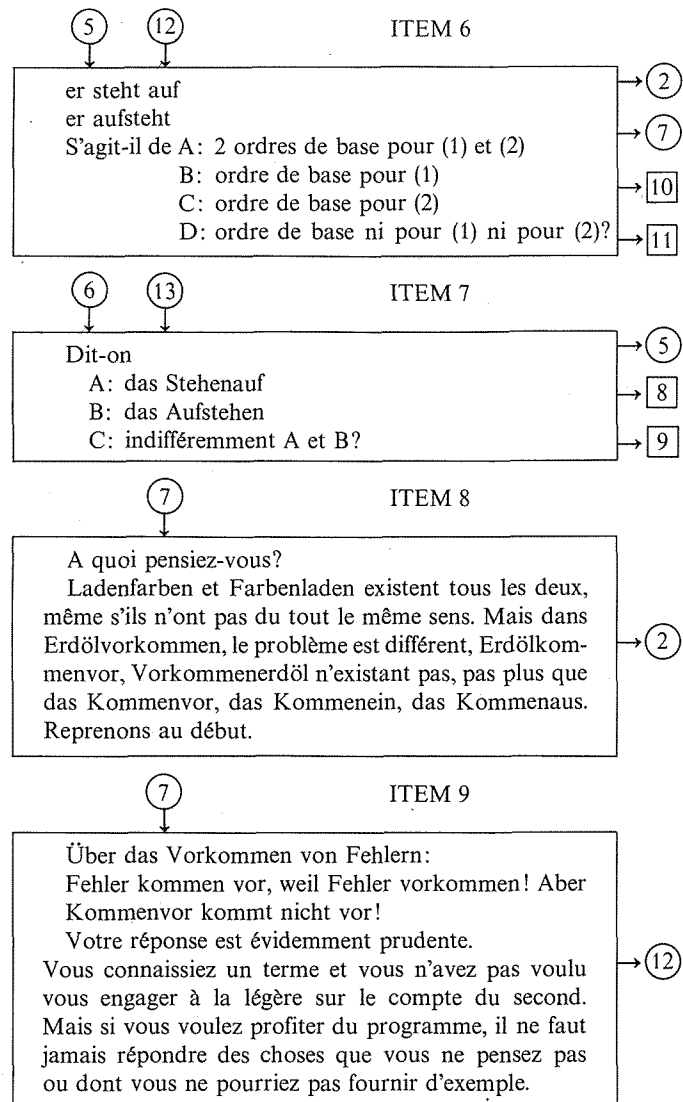 5 12 ITEM 6
er steht auf → 2
er aufsteht
S'agit-il de A: 2 ordres de base pour (1) et (2) → 7
B: ordre de base pour (1) → 10
C: ordre de base pour (2)
D: ordre de base ni pour (1) ni pour (2)? → 11
6 13 ITEM 7
Dit-on → 5
A: das Stehenauf → 8
B: das Aufstehen
C: indifféremment A et B? → 9
7 ITEM 8
A quoi pensiez-vous?
Ladenfarben et Farbenladen existent tous les deux,
même s'ils n'ont pas du tout le même sens. Mais dans
Erdölvorkommen, le problème est différent, Erdölkom- → 2
menvor, Vorkommenerdöl n'existant pas, pas plus que
das Kommenvor, das Kommenein, das Kommenaus.
Reprenons au début.
7 ITEM 9
Über das Vorkommen von Fehlern:
Fehler kommen vor, weil Fehler vorkommen! Aber
Kommenvor kommt nicht vor!
Votre réponse est évidemment prudente.
Vous connaissiez un terme et vous n'avez pas voulu → 12
vous engager à la légère sur le compte du second.
Mais si vous voulez profiter du programme, il ne faut
jamais répondre des choses que vous ne pensez pas
ou dont vous ne pourriez pas fournir d'exemple.